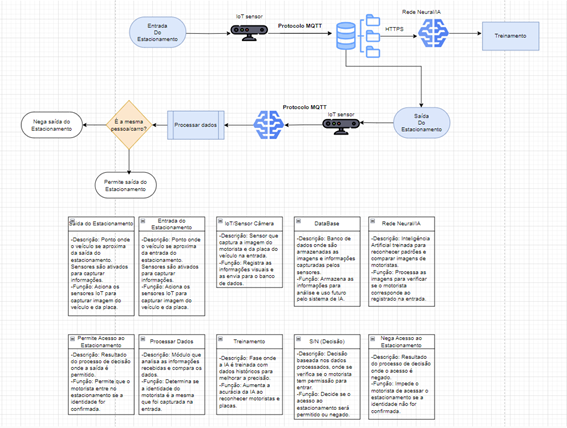 Entrada
Do
Estacionamento
IoT sensor
Protocolo MQTT
HTTPS
Rede Neural/IA
Treinamento
Nega saída do
Estacionamento
É a mesma
pessoa/carro?
Processar dados
Protocolo MQTT
IoT sensor
Saída
Do
Estacionamento
Permite saída do
Estacionamento
Saída do Estacionamento
-Descrição: Ponto onde
o veículo se aproxima
da saída do
estacionamento.
Sensores são ativados
para capturar
informações.
-Função: Aciona os
sensores IoT para
capturar imagem do
veículo e da placa.
Entrada do
Estacionamento
-Descrição: Ponto onde
o veículo se aproxima
da entrada do
estacionamento.
Sensores são ativados
para capturar
informações.
-Função: Aciona os
sensores IoT para
capturar imagem do
veículo e da placa.
IoT/Sensor Câmera
-Descrição: Sensor que
captura a imagem do
motorista e da placa do
veículo na entrada.
-Função: Registra as
informações visuais e
as envia para o banco
de dados.
DataBase
-Descrição: Banco de
dados onde são
armazenadas as
imagens e informações
capturadas pelos
sensores.
-Função: Armazena as
informações para
análise e uso futuro
pelo sistema de IA.
Rede Neural/IA
-Descrição: Inteligência
Artificial treinada para
reconhecer padrões e
comparar imagens de
motoristas.
-Função: Processa as
imagens para verificar
se o motorista
corresponde ao
registrado na entrada.
Permite Acesso ao
Estacionamento
-Descrição: Resultado
do processo de decisão
onde a saída é
permitido.
-Função: Permite que o
motorista entre no
estacionamento se a
identidade for
confirmada.
Processar Dados
-Descrição: Módulo que
analisa as informações
recebidas e compara os
dados.
-Função: Determina se
a identidade do motorista
é a mesma que foi
capturada na entrada.
Treinamento
-Descrição: Fase onde
a IA é treinada com
dados históricos para
melhorar a precisão.
-Função: Aumenta a
acurácia da IA ao
reconhecer motoristas e
placas.
S/N (Decisão)
-Descrição: Decisão
baseada nos dados
processados, onde se
verifica se o motorista
tem permissão para
entrar.
-Função: Decide se o
acesso ao
estacionamento será
permitido ou negado.
Nega Acesso ao
Estacionamento
-Descrição: Resultado
do processo de decisão
onde o acesso é
negado.
-Função: Impede o
motorista de acessar o
estacionamento se a
identidade não for
confirmada.